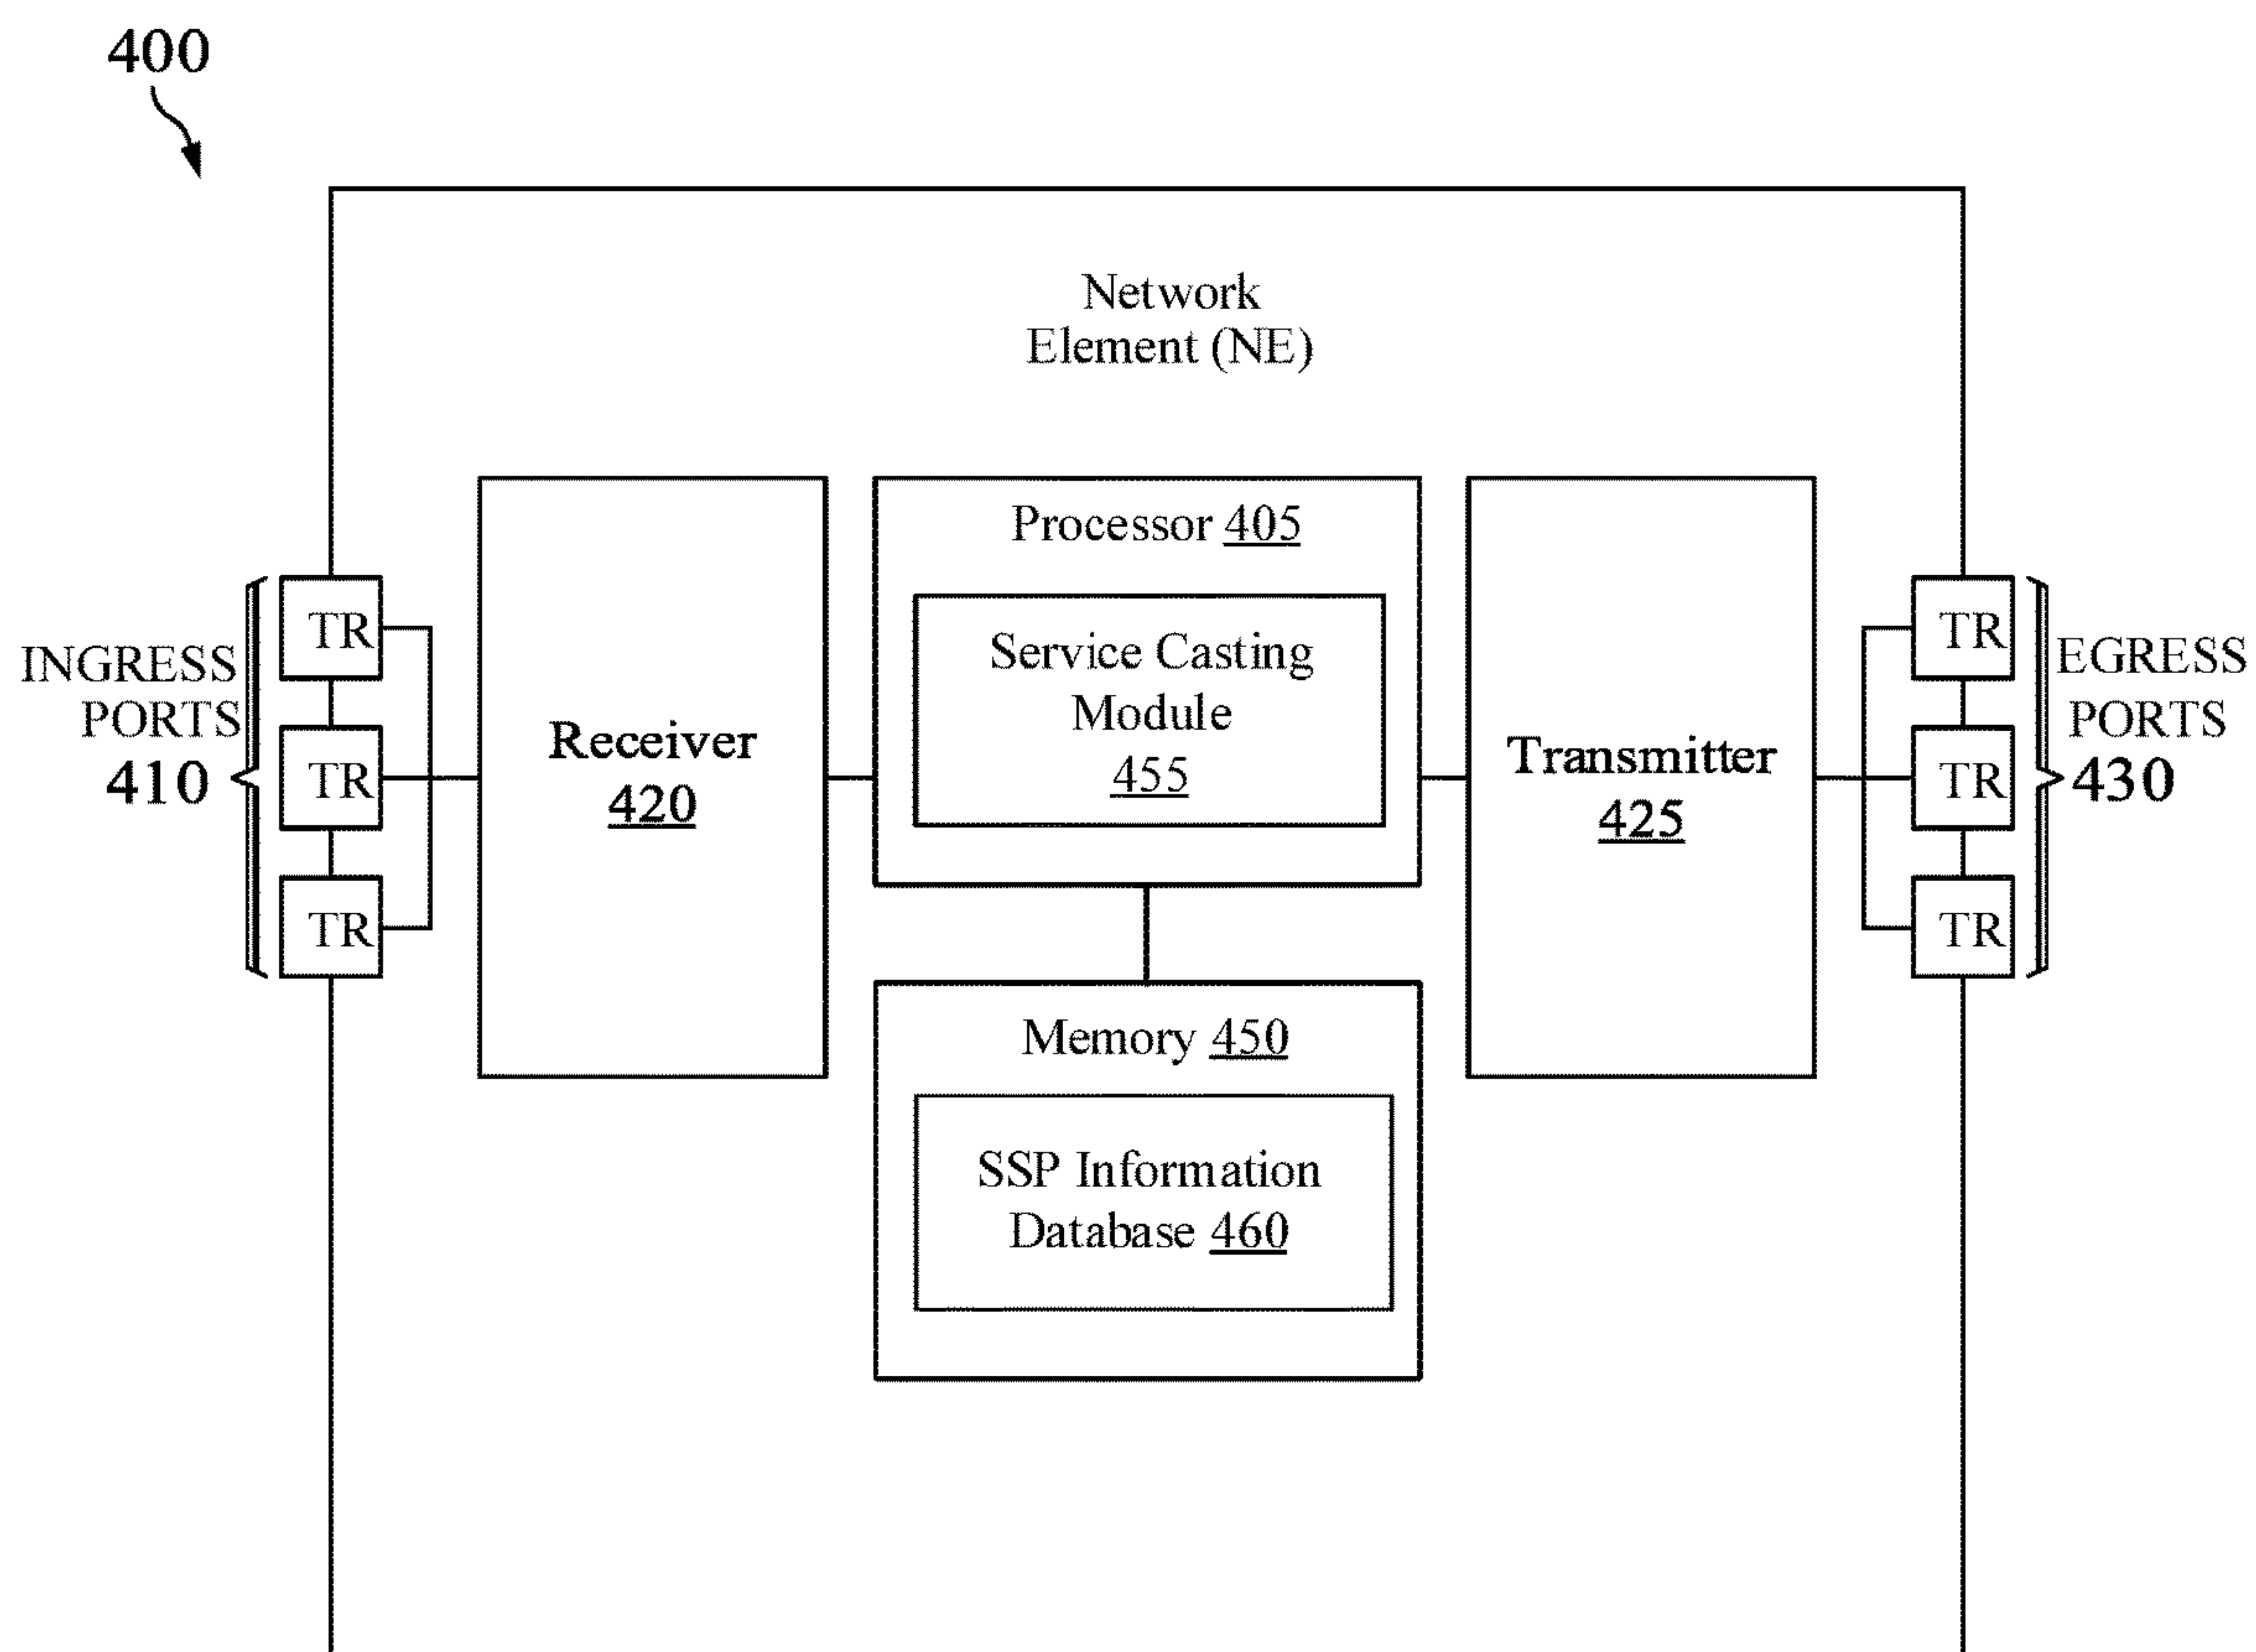 400
Network
Element (NE)
INGRESS
PORTS
410
TR
TR
TR
Receiver
420
Processor 405
Service Casting
Module
455
Memory 450
SSP Information
Database 460
Transmitter
425
TR
TR
TR
EGRESS
PORTS
430